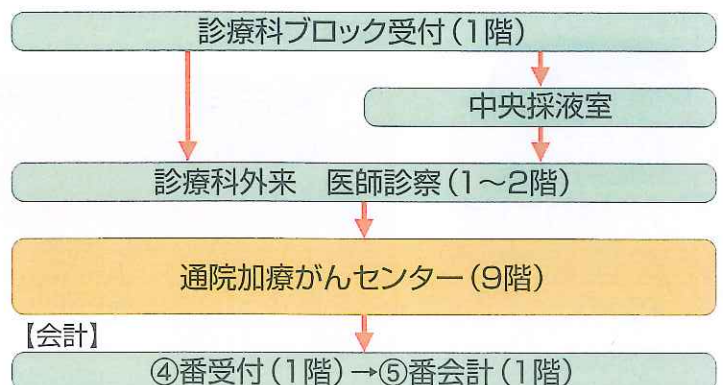 診療科ブロック受付(1階)
中央採液室
診療科外来 医師診察(1~2階)
通院加療がんセンター(9階)
【会計】
④番受付(1階)→⑤番会計(1階)